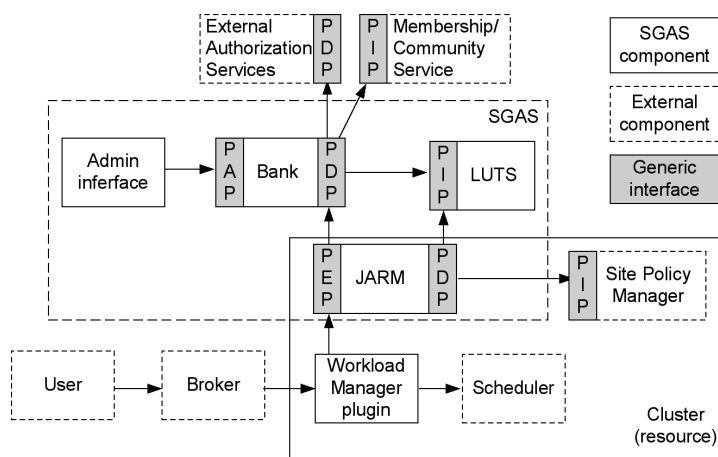 External
Authorization
Services
P
D
P
P
I
P
Membership/
Community
Service
SGAS
component
External
component
Generic
interface
SGAS
Admin
inferface
P
A
P
Bank
P
D
P
P
I
P
LUTS
P
E
P
JARM
P
D
P
P
I
P
Site Policy
Manager
User
Broker
Workload
Manager
plugin
Scheduler
Cluster
(resource)